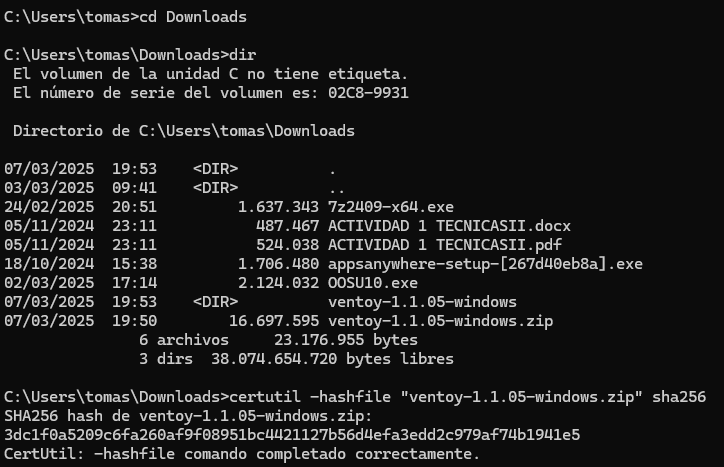 C:\Users\tomas>cd Downloads
C:\Users\tomas\Downloads>dir
El volumen de la unidad C no tiene etiqueta.
El número de serie del volumen es: 02C8-9931
Directorio de C:\Users\tomas\Downloads
07/03/2025  19:53    <DIR>          .
03/03/2025  09:41    <DIR>          ..
24/02/2025  20:51         1.637.343 7z2409-x64.exe
05/11/2024  23:11           487.467 ACTIVIDAD 1 TECNICASII.docx
05/11/2024  23:11           524.038 ACTIVIDAD 1 TECNICASII.pdf
18/10/2024  15:38         1.706.480 appsanywhere-setup-[267d40eb8a].exe
02/03/2025  17:14         2.124.032 OOSU10.exe
07/03/2025  19:53    <DIR>          ventoy-1.1.05-windows
07/03/2025  19:50        16.697.595 ventoy-1.1.05-windows.zip
6 archivos     23.176.955 bytes
3 dirs  38.074.654.720 bytes libres
C:\Users\tomas\Downloads>certutil -hashfile "ventoy-1.1.05-windows.zip" sha256
SHA256 hash de ventoy-1.1.05-windows.zip:
3dc1f0a5209c6fa260af9f08951bc4421127b56d4efa3edd2c979af74b1941e5
CertUtil: -hashfile comando completado correctamente.